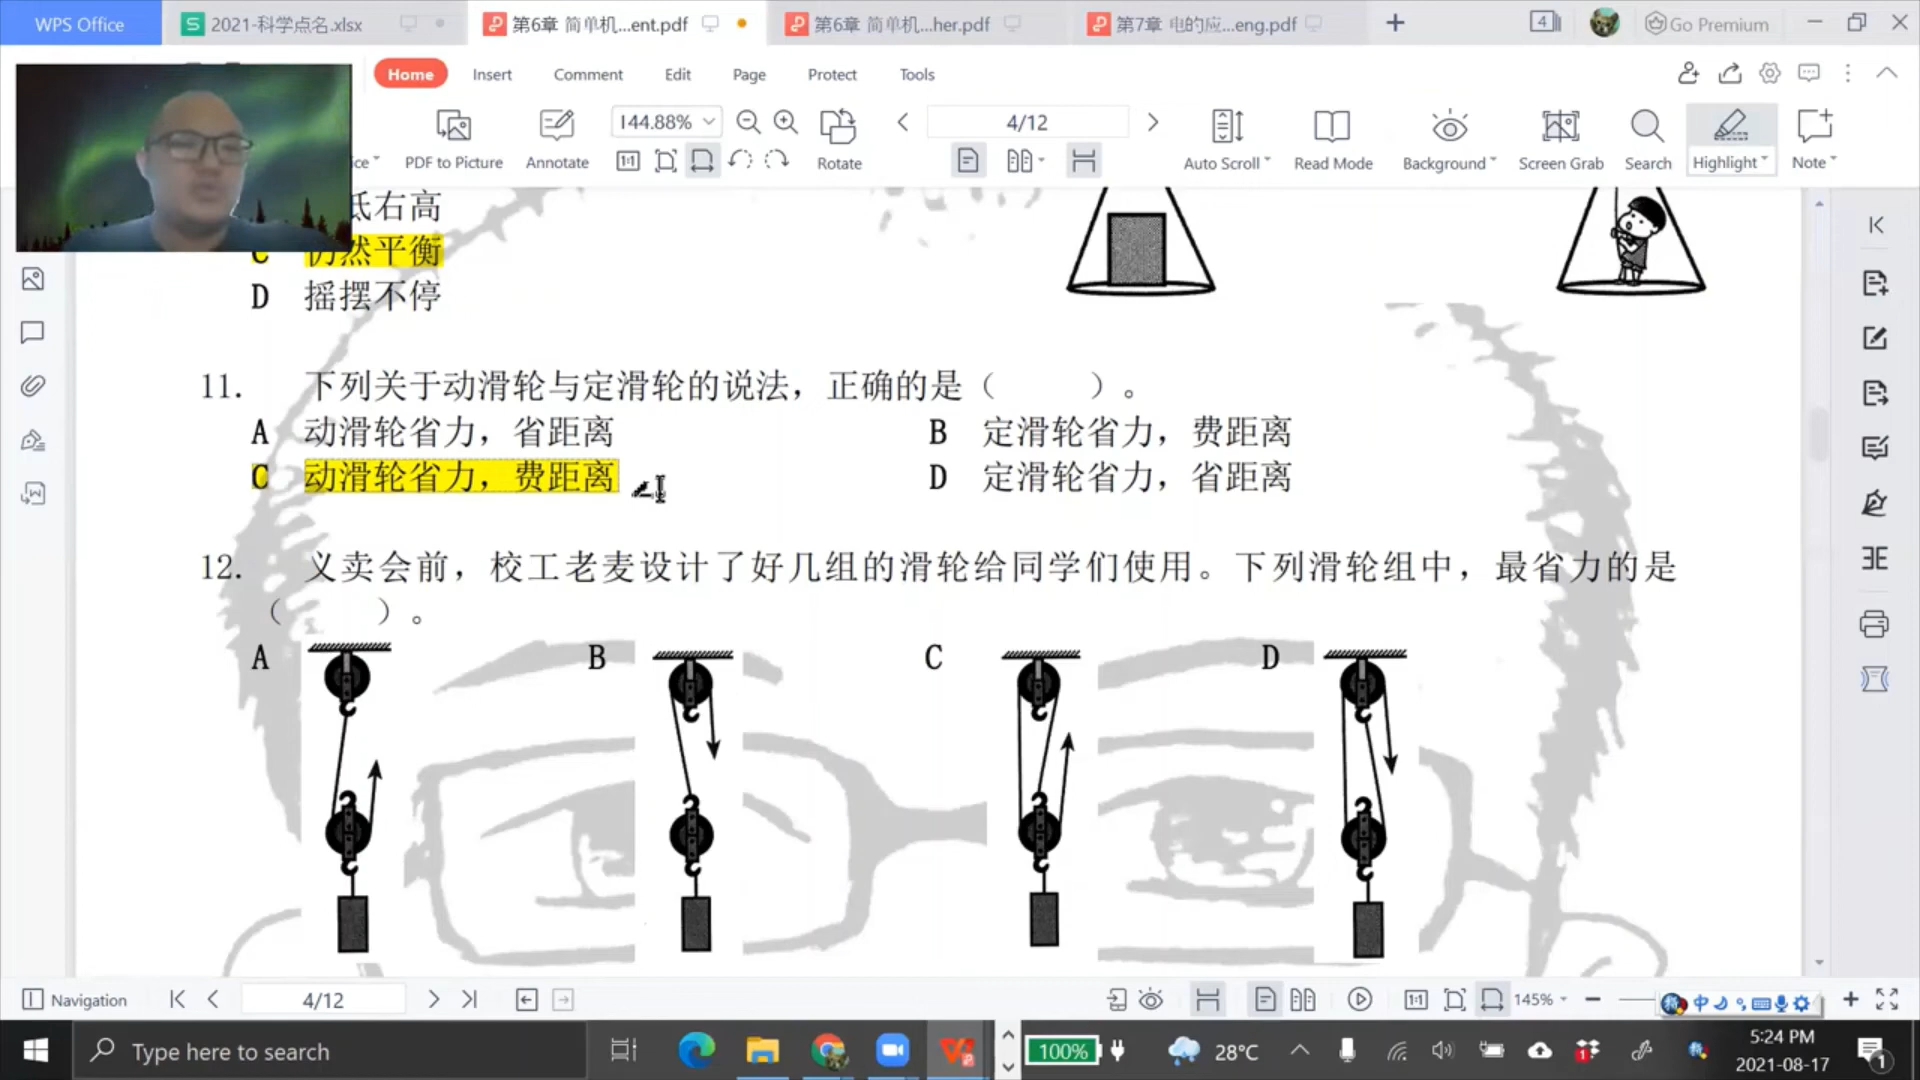 WPS Office
2021-科学点名.xlsx
第6章 简单机...ent.pdf
第6章 简单机...her.pdf
第7章 电的应...eng.pdf
4
Go Premium
Home
Insert
Comment
Edit
Page
Protect
Tools
PDF to Picture
Annotate
144.88%
Rotate
4/12
Auto Scroll
Read Mode
Background
Screen Grab
Search
Highlight
Note
右高
C 仍然平衡
D 摇摆不停
11. 下列关于动滑轮与定滑轮的说法，正确的是（ ）。
A 动滑轮省力，省距离 B 定滑轮省力，费距离
C 动滑轮省力，费距离 D 定滑轮省力，省距离
12. 义卖会前，校工老麦设计了好几组的滑轮给同学们使用。下列滑轮组中，最省力的是
（ ）。
A B C D
Navigation
4/12
145%
中
Type here to search
100%
28°C
5:24 PM
2021-08-17
1